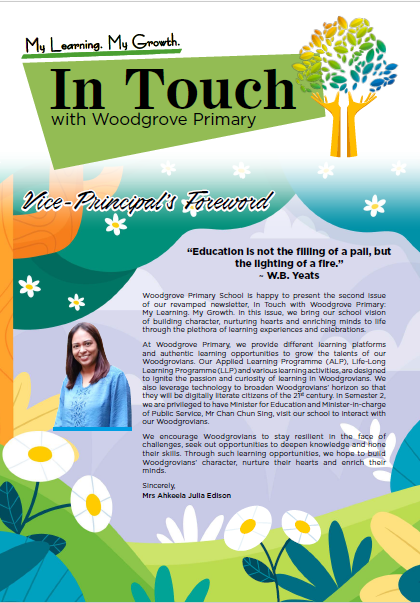 My Learning. My Growth.
In Touch
with Woodgrove Primary
Vice-Principal's Foreword
“Education is not the filling of a pail, but
the lighting of a fire.”
~ W.B. Yeats
Woodgrove Primary School is happy to present the second issue
of our revamped newsletter, In Touch with Woodgrove Primary:
My Learning. My Growth. In this issue, we bring our school vision
of building character, nurturing hearts and enriching minds to life
through the plethora of learning experiences and celebrations.
At Woodgrove Primary, we provide different learning platforms
and authentic learning opportunities to grow the talents of our
Woodgrovians. Our Applied Learning Programme (ALP), Life-Long
Learning Programme (LLP) and various learning activities, are designed
to ignite the passion and curiosity of learning in Woodgrovians. We
also leverage technology to broaden Woodgrovians' horizon so that
they will be digitally literate citizens of the 21st century. In Semester 2,
we are privileged to have Minister for Education and Minister-in-charge
of Public Service, Mr Chan Chun Sing, visit our school to interact with
our Woodgrovians.
We encourage Woodgrovians to stay resilient in the face of
challenges, seek out opportunities to deepen knowledge and hone
their skills. Through such learning opportunities, we hope to build
Woodgrovians' character, nurture their hearts and enrich their
minds.
Sincerely,
Mrs Ahkeela Julia Edison